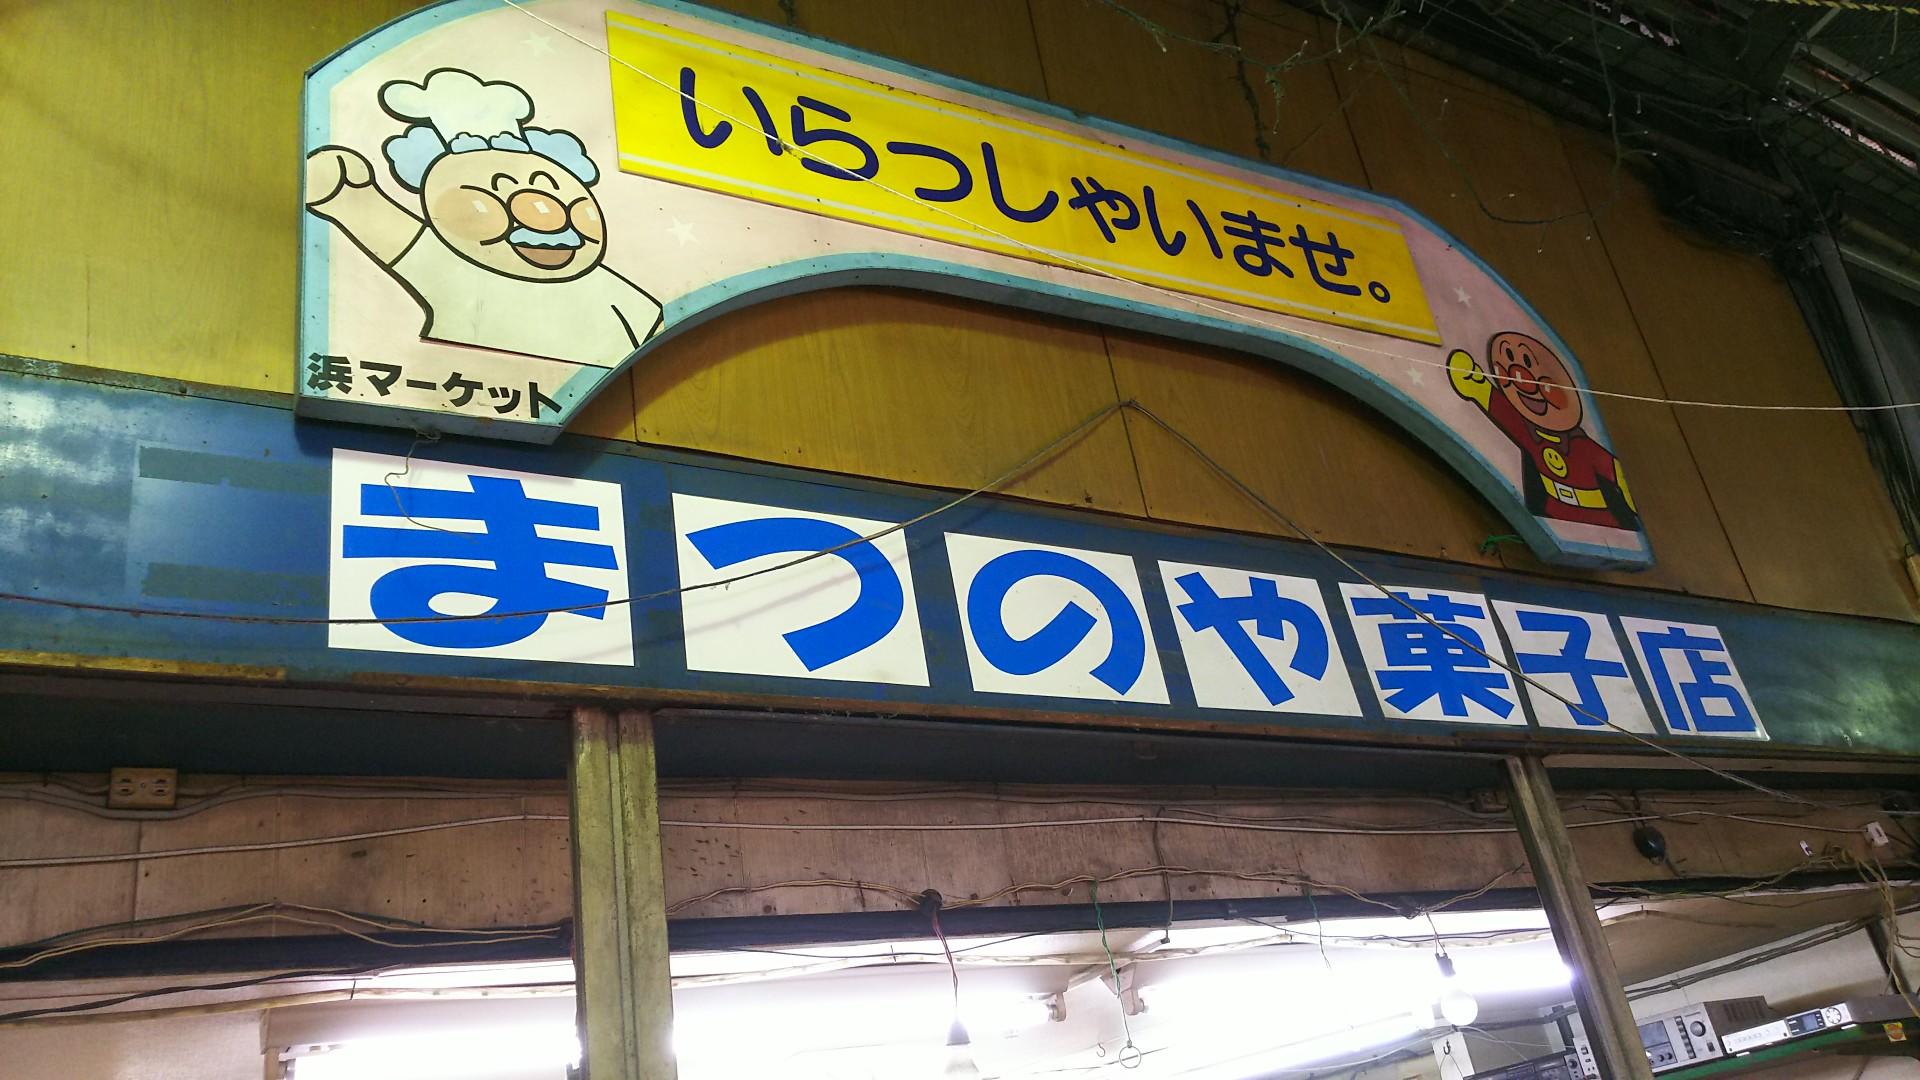 いらっしゃいませ。
浜マーケット
まつのや菓子店